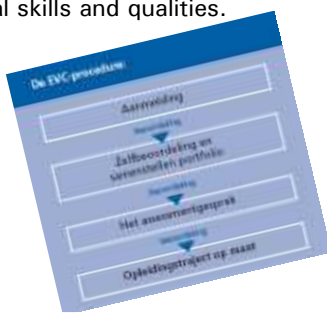 al skills and qualities.
De EVC-procedure:
Aanmelding
Zelfbeoordeling en
samenstellen portfolio
Het assessmentgesprek
Opleidingstraject op maat